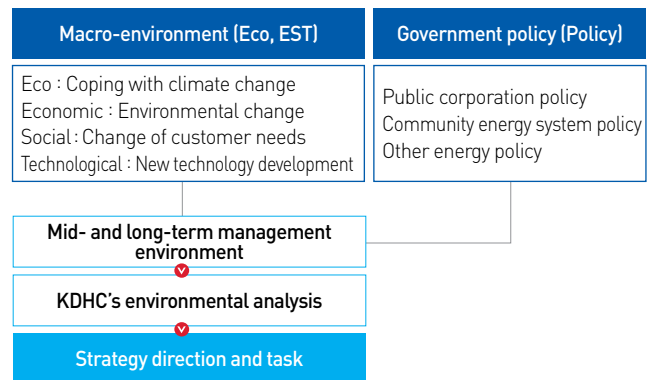 Macro-environment (Eco, EST)
Eco : Coping with climate change
Economic : Environmental change
Social : Change of customer needs
Technological : New technology development
Government policy (Policy)
Public corporation policy
Community energy system policy
Other energy policy
Mid- and long-term management
environment
KDHC's environmental analysis
Strategy direction and task